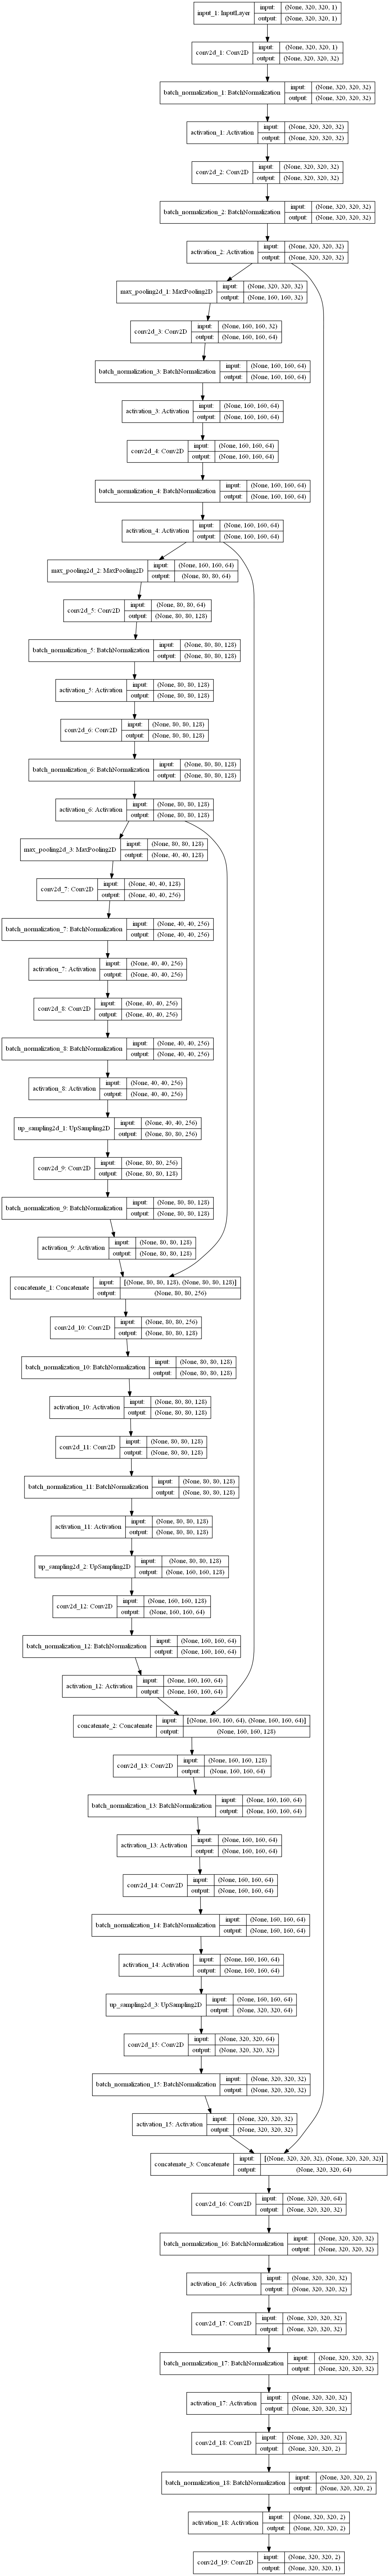 input_1: InputLayer
input: (None, 320, 320, 1)
output: (None, 320, 320, 1)
conv2d_1: Conv2D
input: (None, 320, 320, 1)
output: (None, 320, 320, 32)
batch_normalization_1: BatchNormalization
input: (None, 320, 320, 32)
output: (None, 320, 320, 32)
activation_1: Activation
input: (None, 320, 320, 32)
output: (None, 320, 320, 32)
conv2d_2: Conv2D
input: (None, 320, 320, 32)
output: (None, 320, 320, 32)
batch_normalization_2: BatchNormalization
input: (None, 320, 320, 32)
output: (None, 320, 320, 32)
activation_2: Activation
input: (None, 320, 320, 32)
output: (None, 320, 320, 32)
max_pooling2d_1: MaxPooling2D
input: (None, 320, 320, 32)
output: (None, 160, 160, 32)
conv2d_3: Conv2D
input: (None, 160, 160, 32)
output: (None, 160, 160, 64)
batch_normalization_3: BatchNormalization
input: (None, 160, 160, 64)
output: (None, 160, 160, 64)
activation_3: Activation
input: (None, 160, 160, 64)
output: (None, 160, 160, 64)
conv2d_4: Conv2D
input: (None, 160, 160, 64)
output: (None, 160, 160, 64)
batch_normalization_4: BatchNormalization
input: (None, 160, 160, 64)
output: (None, 160, 160, 64)
activation_4: Activation
input: (None, 160, 160, 64)
output: (None, 160, 160, 64)
max_pooling2d_2: MaxPooling2D
input: (None, 160, 160, 64)
output: (None, 80, 80, 64)
conv2d_5: Conv2D
input: (None, 80, 80, 64)
output: (None, 80, 80, 128)
batch_normalization_5: BatchNormalization
input: (None, 80, 80, 128)
output: (None, 80, 80, 128)
activation_5: Activation
input: (None, 80, 80, 128)
output: (None, 80, 80, 128)
conv2d_6: Conv2D
input: (None, 80, 80, 128)
output: (None, 80, 80, 128)
batch_normalization_6: BatchNormalization
input: (None, 80, 80, 128)
output: (None, 80, 80, 128)
activation_6: Activation
input: (None, 80, 80, 128)
output: (None, 80, 80, 128)
max_pooling2d_3: MaxPooling2D
input: (None, 80, 80, 128)
output: (None, 40, 40, 128)
conv2d_7: Conv2D
input: (None, 40, 40, 128)
output: (None, 40, 40, 256)
batch_normalization_7: BatchNormalization
input: (None, 40, 40, 256)
output: (None, 40, 40, 256)
activation_7: Activation
input: (None, 40, 40, 256)
output: (None, 40, 40, 256)
conv2d_8: Conv2D
input: (None, 40, 40, 256)
output: (None, 40, 40, 256)
batch_normalization_8: BatchNormalization
input: (None, 40, 40, 256)
output: (None, 40, 40, 256)
activation_8: Activation
input: (None, 40, 40, 256)
output: (None, 40, 40, 256)
up_sampling2d_1: UpSampling2D
input: (None, 40, 40, 256)
output: (None, 80, 80, 256)
conv2d_9: Conv2D
input: (None, 80, 80, 256)
output: (None, 80, 80, 128)
batch_normalization_9: BatchNormalization
input: (None, 80, 80, 128)
output: (None, 80, 80, 128)
activation_9: Activation
input: (None, 80, 80, 128)
output: (None, 80, 80, 128)
concatenate_1: Concatenate
input: [(None, 80, 80, 128), (None, 80, 80, 128)]
output: (None, 80, 80, 256)
conv2d_10: Conv2D
input: (None, 80, 80, 256)
output: (None, 80, 80, 128)
batch_normalization_10: BatchNormalization
input: (None, 80, 80, 128)
output: (None, 80, 80, 128)
activation_10: Activation
input: (None, 80, 80, 128)
output: (None, 80, 80, 128)
conv2d_11: Conv2D
input: (None, 80, 80, 128)
output: (None, 80, 80, 128)
batch_normalization_11: BatchNormalization
input: (None, 80, 80, 128)
output: (None, 80, 80, 128)
activation_11: Activation
input: (None, 80, 80, 128)
output: (None, 80, 80, 128)
up_sampling2d_2: UpSampling2D
input: (None, 80, 80, 128)
output: (None, 160, 160, 128)
conv2d_12: Conv2D
input: (None, 160, 160, 128)
output: (None, 160, 160, 64)
batch_normalization_12: BatchNormalization
input: (None, 160, 160, 64)
output: (None, 160, 160, 64)
activation_12: Activation
input: (None, 160, 160, 64)
output: (None, 160, 160, 64)
concatenate_2: Concatenate
input: [(None, 160, 160, 64), (None, 160, 160, 64)]
output: (None, 160, 160, 128)
conv2d_13: Conv2D
input: (None, 160, 160, 128)
output: (None, 160, 160, 64)
batch_normalization_13: BatchNormalization
input: (None, 160, 160, 64)
output: (None, 160, 160, 64)
activation_13: Activation
input: (None, 160, 160, 64)
output: (None, 160, 160, 64)
conv2d_14: Conv2D
input: (None, 160, 160, 64)
output: (None, 160, 160, 64)
batch_normalization_14: BatchNormalization
input: (None, 160, 160, 64)
output: (None, 160, 160, 64)
activation_14: Activation
input: (None, 160, 160, 64)
output: (None, 160, 160, 64)
up_sampling2d_3: UpSampling2D
input: (None, 160, 160, 64)
output: (None, 320, 320, 64)
conv2d_15: Conv2D
input: (None, 320, 320, 64)
output: (None, 320, 320, 32)
batch_normalization_15: BatchNormalization
input: (None, 320, 320, 32)
output: (None, 320, 320, 32)
activation_15: Activation
input: (None, 320, 320, 32)
output: (None, 320, 320, 32)
concatenate_3: Concatenate
input: [(None, 320, 320, 32), (None, 320, 320, 32)]
output: (None, 320, 320, 64)
conv2d_16: Conv2D
input: (None, 320, 320, 64)
output: (None, 320, 320, 32)
batch_normalization_16: BatchNormalization
input: (None, 320, 320, 32)
output: (None, 320, 320, 32)
activation_16: Activation
input: (None, 320, 320, 32)
output: (None, 320, 320, 32)
conv2d_17: Conv2D
input: (None, 320, 320, 32)
output: (None, 320, 320, 32)
batch_normalization_17: BatchNormalization
input: (None, 320, 320, 32)
output: (None, 320, 320, 32)
activation_17: Activation
input: (None, 320, 320, 32)
output: (None, 320, 320, 32)
conv2d_18: Conv2D
input: (None, 320, 320, 32)
output: (None, 320, 320, 2)
batch_normalization_18: BatchNormalization
input: (None, 320, 320, 2)
output: (None, 320, 320, 2)
activation_18: Activation
input: (None, 320, 320, 2)
output: (None, 320, 320, 2)
conv2d_19: Conv2D
input: (None, 320, 320, 2)
output: (None, 320, 320, 1)